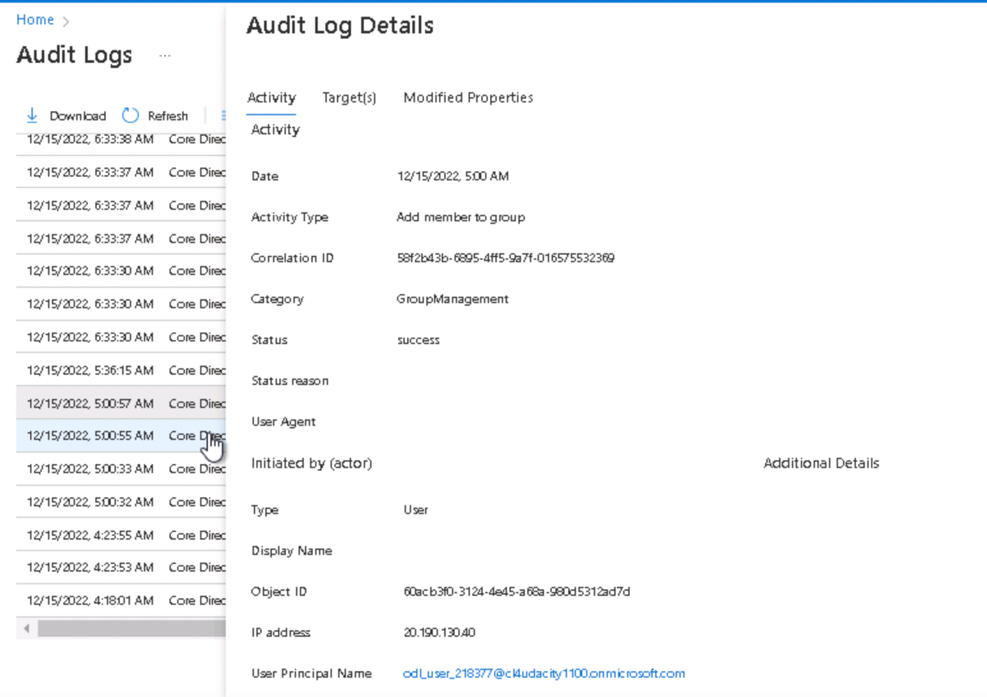 Home >
Audit Logs ...
Download Refresh
12/15/2022, 6:33:38 AM Core Direc
12/15/2022, 6:33:37 AM Core Direc
12/15/2022, 6:33:37 AM Core Direc
12/15/2022, 6:33:37 AM Core Direc
12/15/2022, 6:33:30 AM Core Direc
12/15/2022, 6:33:30 AM Core Direc
12/15/2022, 6:33:30 AM Core Direc
12/15/2022, 5:36:15 AM Core Direc
12/15/2022, 5:00:57 AM Core Direc
12/15/2022, 5:00:55 AM Core Direc
12/15/2022, 5:00:33 AM Core Direc
12/15/2022, 5:00:32 AM Core Direc
12/15/2022, 4:23:55 AM Core Direc
12/15/2022, 4:23:53 AM Core Direc
12/15/2022, 4:18:01 AM Core Direc
Audit Log Details
Activity Target(s) Modified Properties
Activity
Date 12/15/2022, 5:00 AM
Activity Type Add member to group
Correlation ID 58f2b43b-6895-4ff5-9a7f-016575532369
Category GroupManagement
Status success
Status reason
User Agent
Initiated by (actor) Additional Details
Type User
Display Name
Object ID 60acb3f0-3124-4e45-a68a-980d5312ad7d
IP address 20.190.130.40
User Principal Name odl_user_218377@cl4udacity1100.onmicrosoft.com